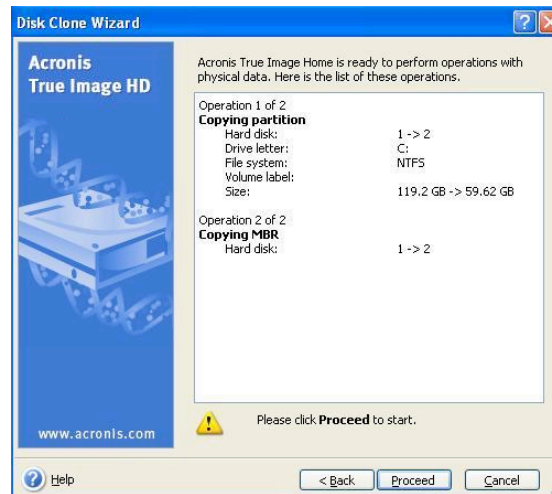 Disk Clone Wizard
Acronis
True Image HD
Acronis True Image Home is ready to perform operations with
physical data. Here is the list of these operations.
Operation 1 of 2
Copying partition
Hard disk: 1 -> 2
Drive letter: C:
File system: NTFS
Volume label:
Size: 119.2 GB -> 59.62 GB
Operation 2 of 2
Copying MBR
Hard disk: 1 -> 2
www.acronis.com
Please click Proceed to start.
Help
< Back
Proceed
Cancel